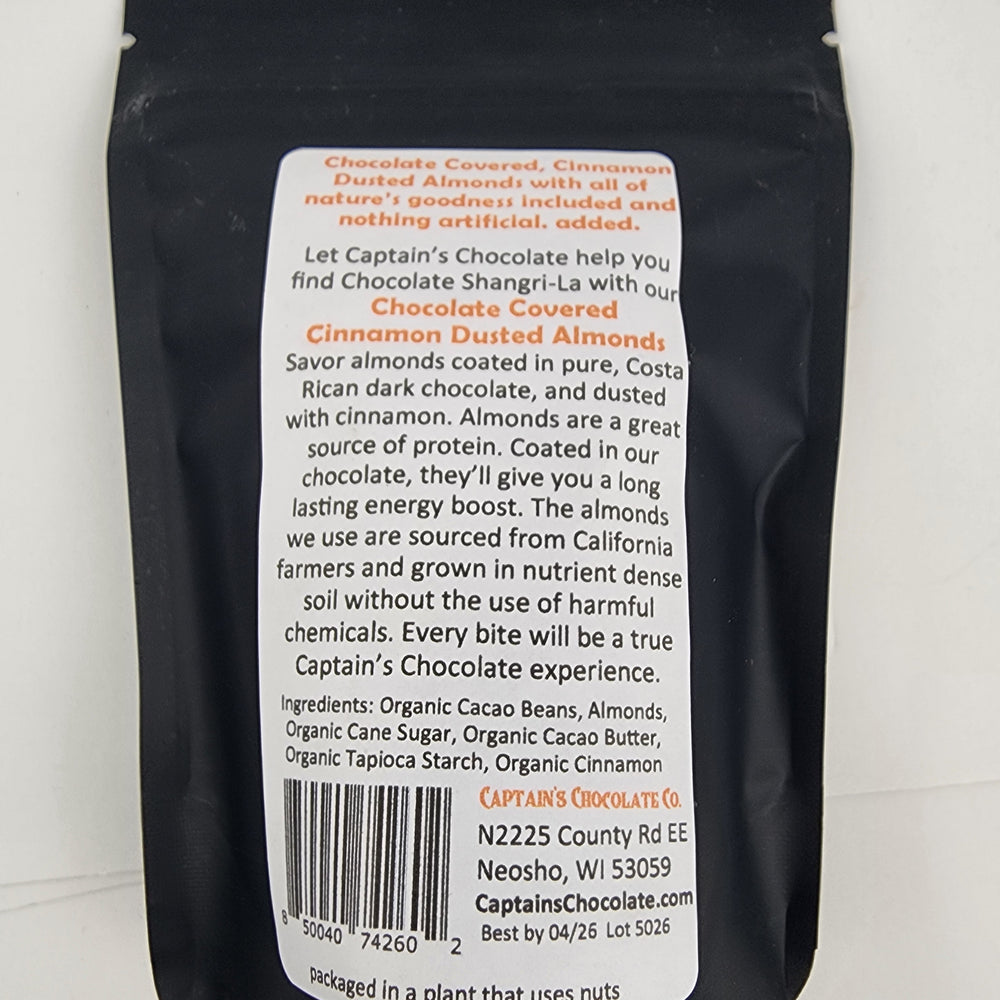 Chocolate Covered, Cinnamon
Dusted Almonds with all of
nature's goodness included and
nothing artificial. added.
Let Captain's Chocolate help you
find Chocolate Shangri-La with our
Chocolate Covered
Cinnamon Dusted Almonds
Savor almonds coated in pure, Costa
Rican dark chocolate, and dusted
with cinnamon. Almonds are a great
source of protein. Coated in our
chocolate, they'll give you a long
lasting energy boost. The almonds
we use are sourced from California
farmers and grown in nutrient dense
soil without the use of harmful
chemicals. Every bite will be a true
Captain's Chocolate experience.
Ingredients: Organic Cacao Beans, Almonds,
Organic Cane Sugar, Organic Cacao Butter,
Organic Tapioca Starch, Organic Cinnamon
CAPTAIN'S CHOCOLATE CO.
N2225 County Rd EE
Neosho, WI 53059
CaptainsChocolate.com
Best by 04/26 Lot 5026
8 50040 74260 2
packaged in a plant that uses nuts